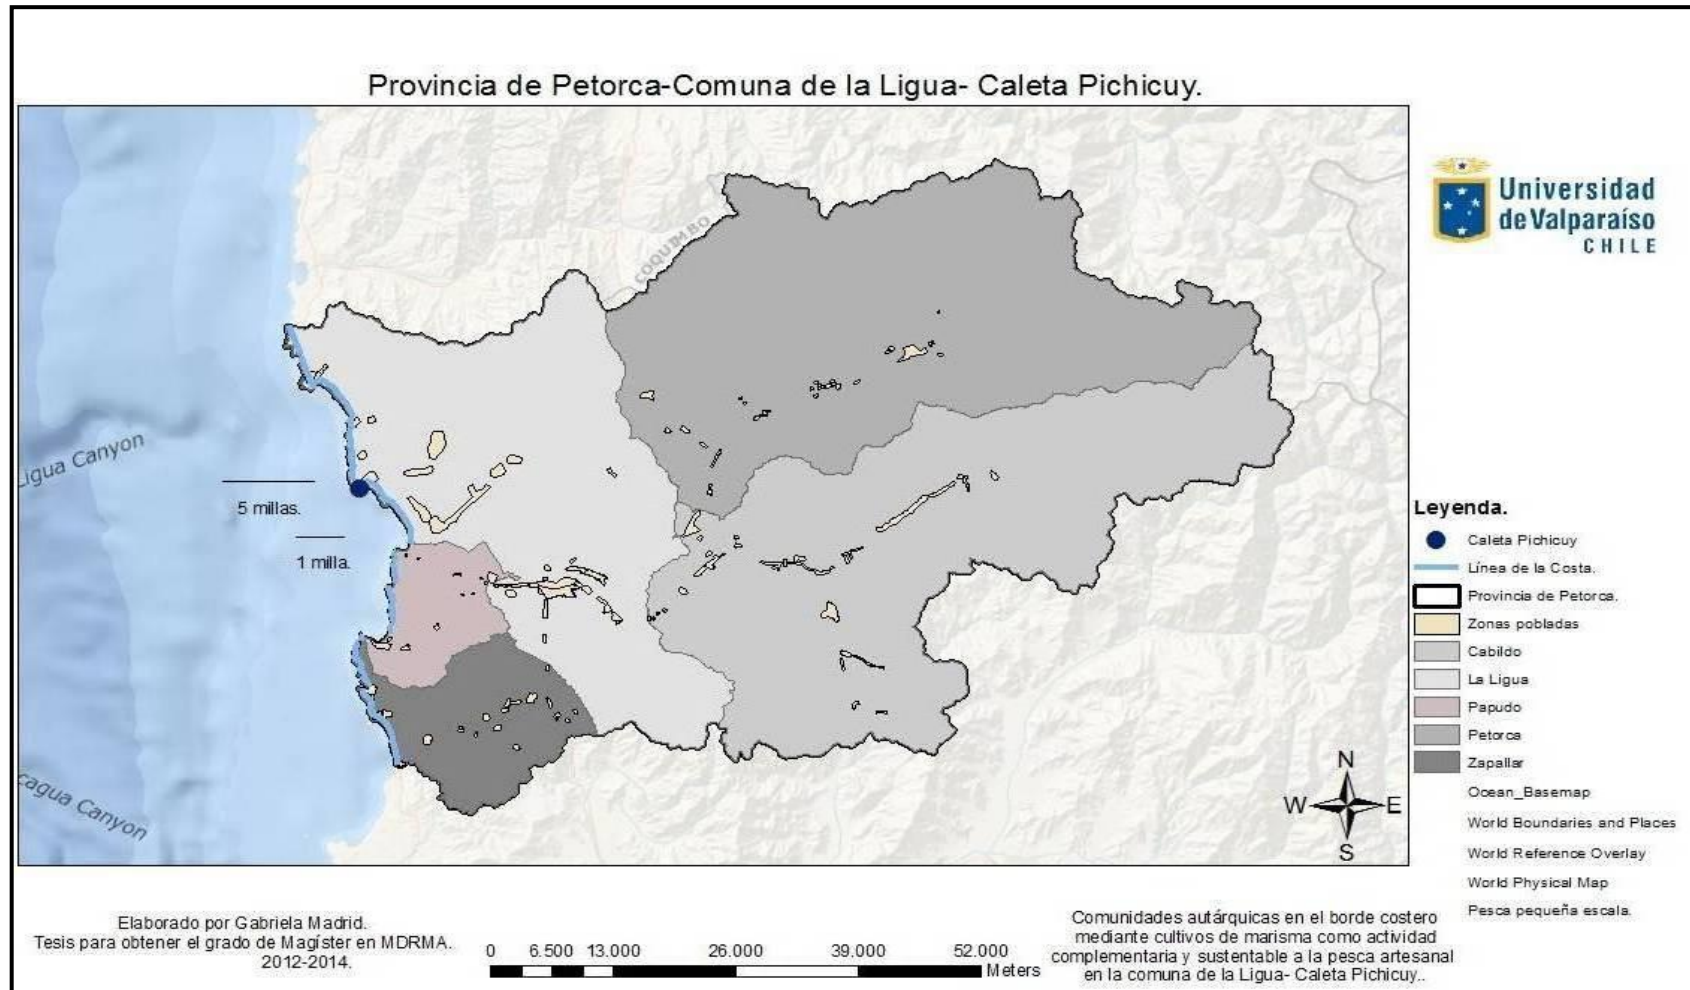 Provincia de Petorca-Comuna de la Ligua- Caleta Pichicuy.
COQUIMBO
Ligua Canyon
5 millas.
1 milla.
cagua Canyon
N
W E
S
Universidad
de Valparaíso
CHILE
Leyenda.
Caleta Pichicuy
Línea de la Costa.
Provincia de Petorca.
Zonas pobladas
Cabildo
La Ligua
Papudo
Petorca
Zapallar
Ocean_Basemap
World Boundaries and Places
World Reference Overlay
World Physical Map
Pesca pequeña escala.
Elaborado por Gabriela Madrid.
Tesis para obtener el grado de Magíster en MDRMA.
2012-2014.
0 6.500 13.000 26.000 39.000 52.000
Meters
Comunidades autárquicas en el borde costero
mediante cultivos de marisma como actividad
complementaria y sustentable a la pesca artesanal
en la comuna de la Ligua- Caleta Pichicuy..